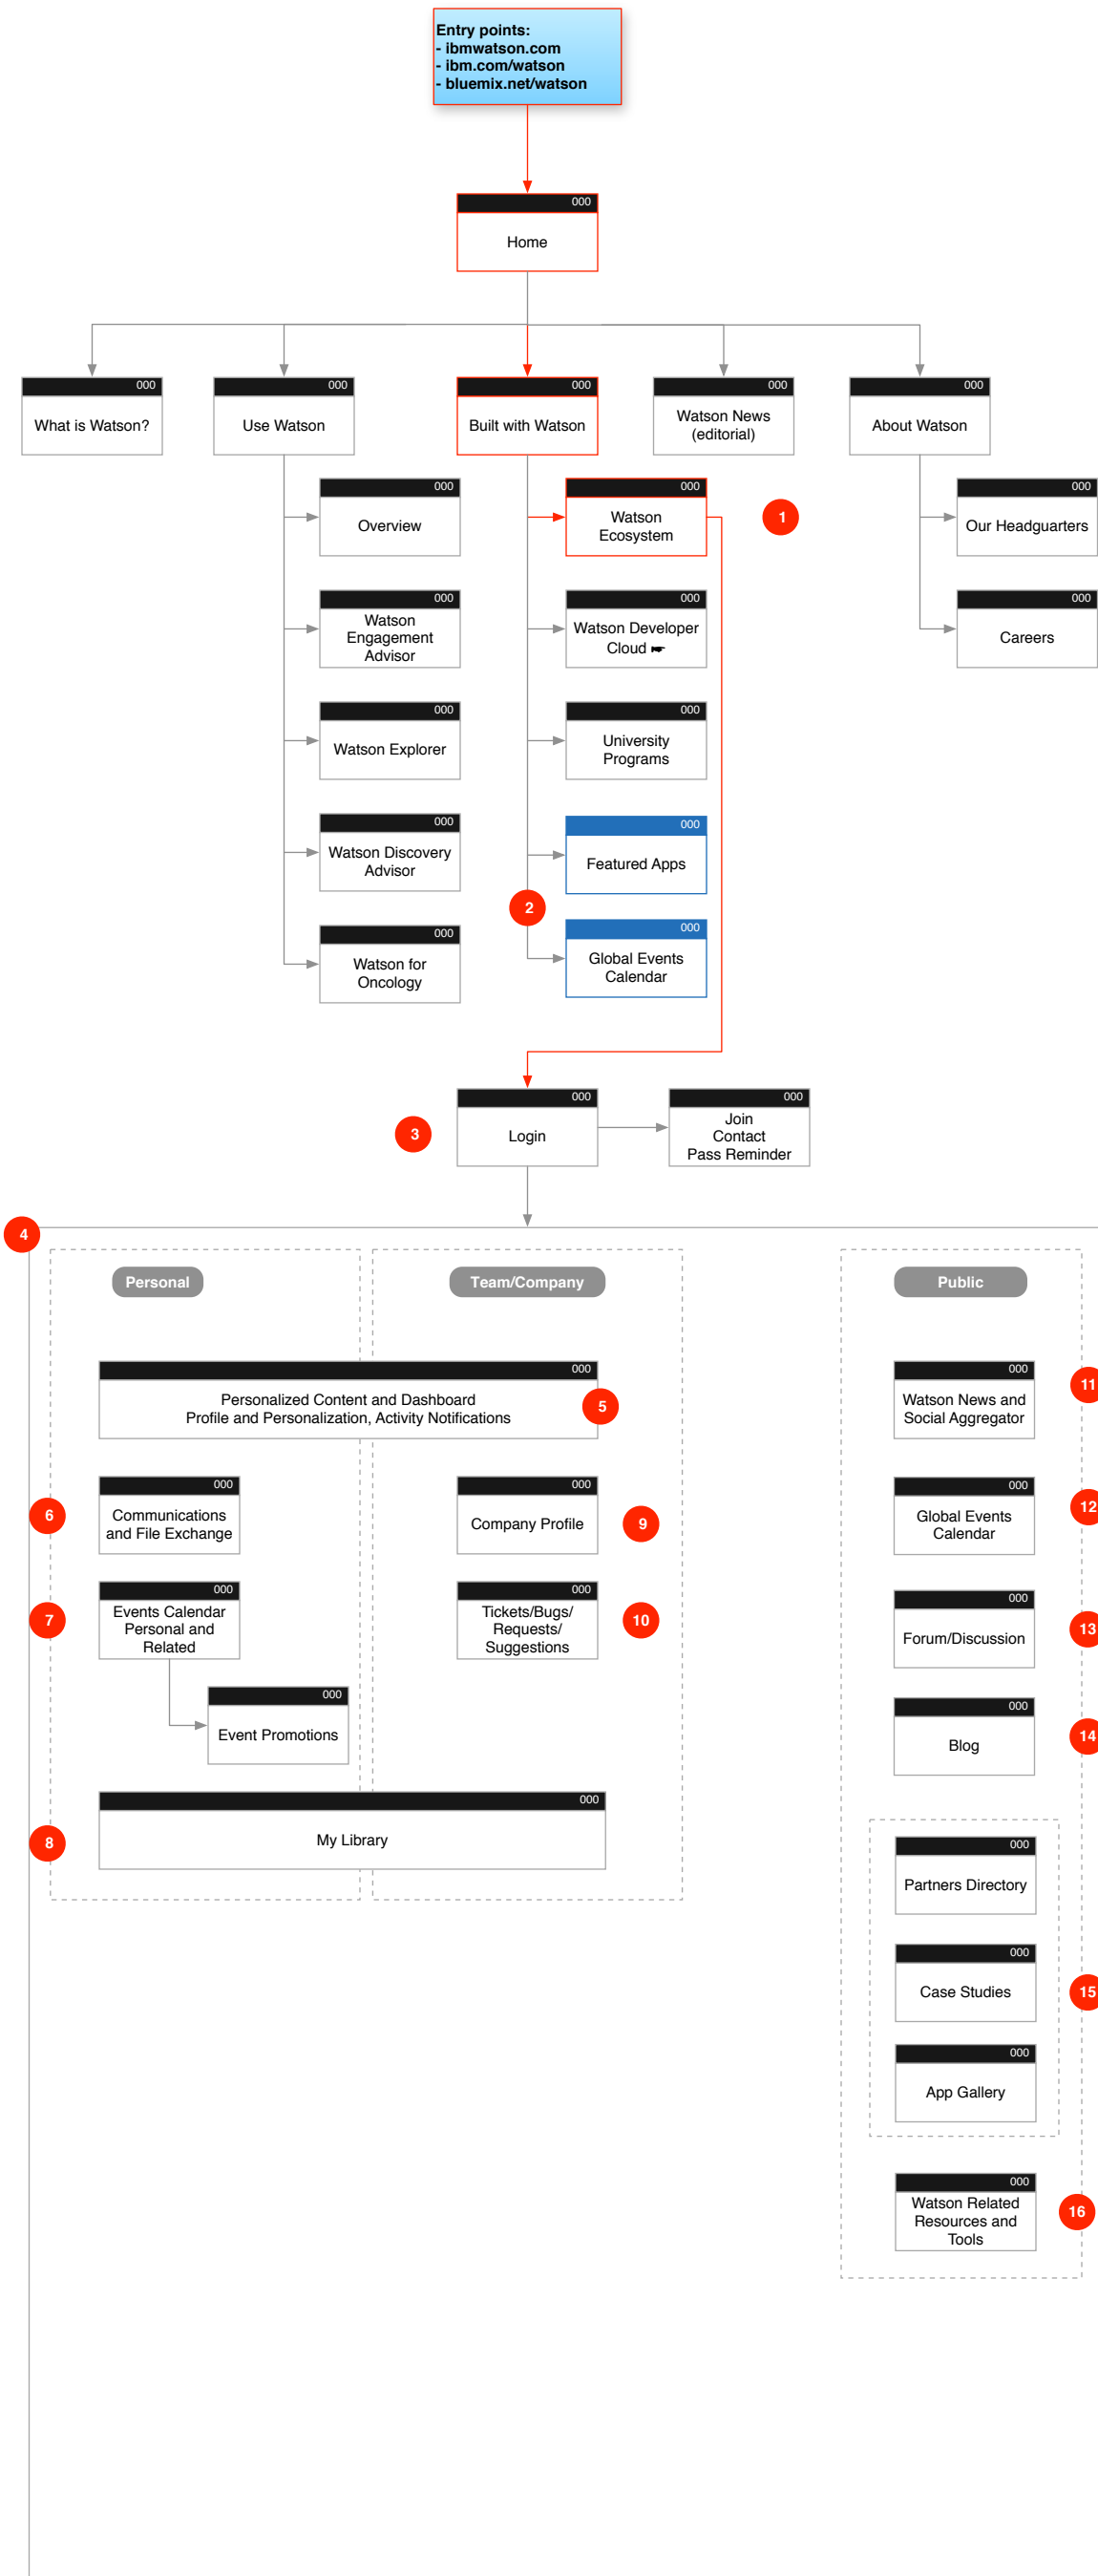 Entry points:
- ibmwatson.com
- ibm.com/watson
- bluemix.net/watson
000
Home
000
What is Watson?
000
Use Watson
000
Built with Watson
000
Watson News
(editorial)
000
About Watson
000
Overview
000
Watson
Ecosystem
1
000
Our Headguarters
000
Watson
Engagement
Advisor
000
Watson Developer
Cloud
000
Careers
000
Watson Explorer
000
University
Programs
000
Watson Discovery
Advisor
000
Featured Apps
2
000
Watson for
Oncology
000
Global Events
Calendar
3
000
Login
000
Join
Contact
Pass Reminder
4
Personal
Team/Company
Public
000
Personalized Content and Dashboard
Profile and Personalization, Activity Notifications
5
000
Watson News and
Social Aggregator
11
6
000
Communications
and File Exchange
000
Company Profile
9
000
Global Events
Calendar
12
7
000
Events Calendar
Personal and
Related
000
Tickets/Bugs/
Requests/
Suggestions
10
000
Forum/Discussion
13
000
Event Promotions
000
Blog
14
8
000
My Library
000
Partners Directory
000
Case Studies
15
000
App Gallery
000
Watson Related
Resources and
Tools
16